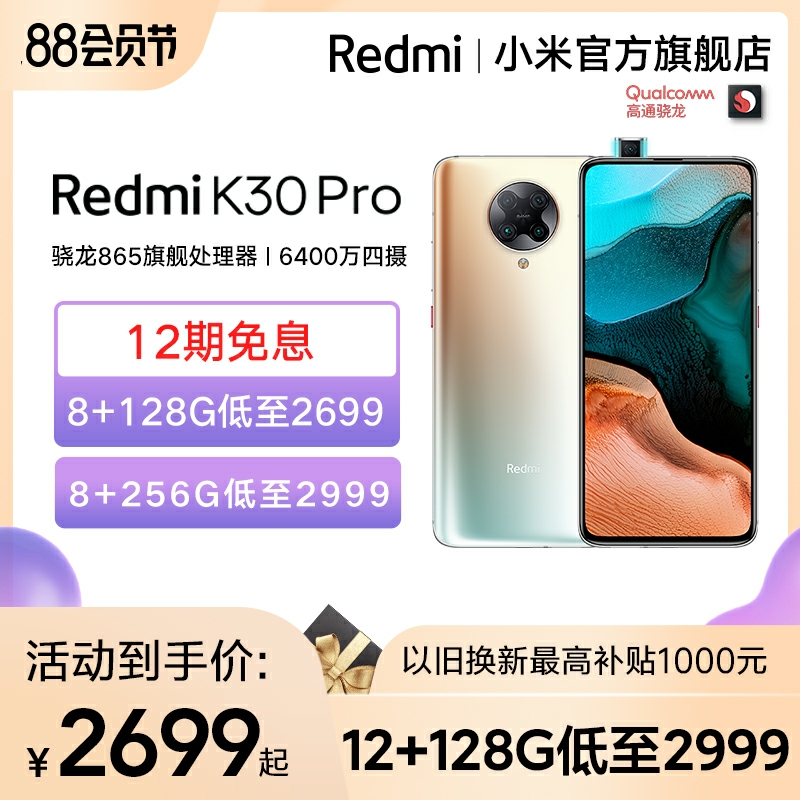 88会员节
Redmi | 小米官方旗舰店
Qualcomm
高通骁龙
Redmi K30 Pro
骁龙865旗舰处理器 | 6400万四摄
12期免息
8+128G低至2699
8+256G低至2999
Redmi
活动到手价:
以旧换新最高补贴1000元
¥2699起
12+128G低至2999